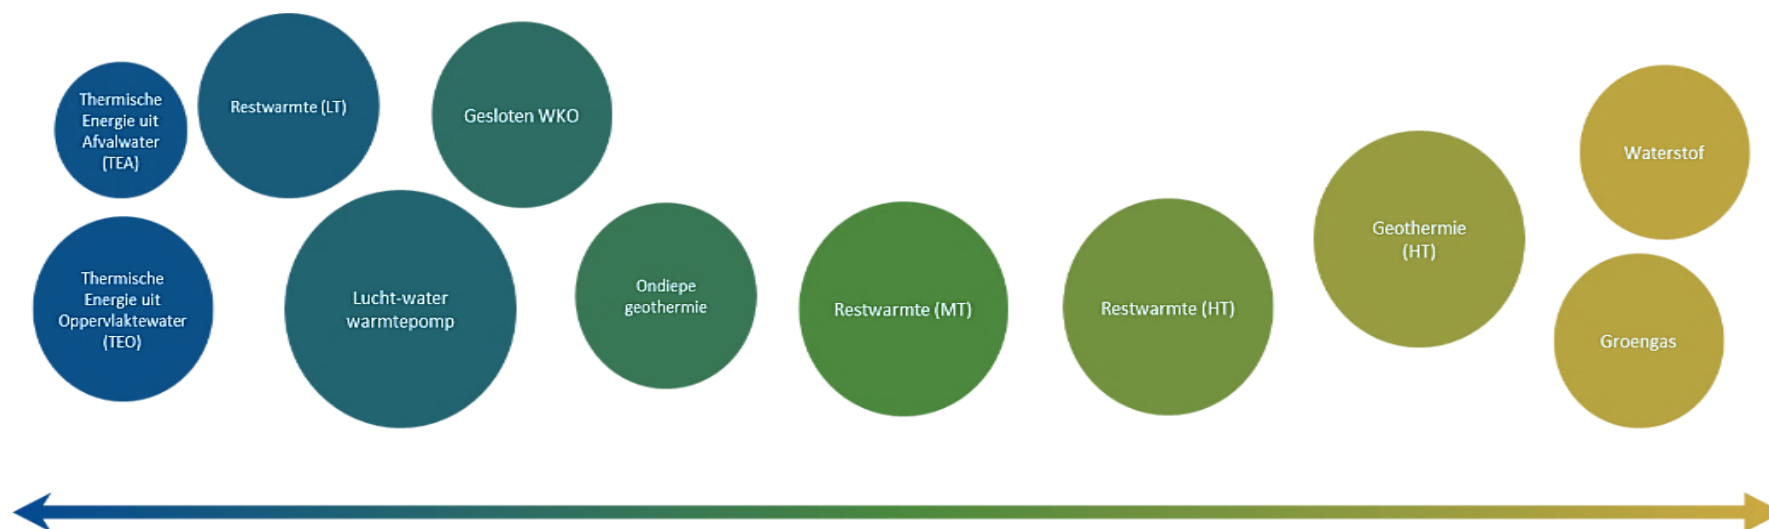 Thermische
Energie uit
Afvalwater
(TEA)
Restwarmte (LT)
Gesloten WKO
Thermische
Energie uit
Oppervlaktewater
(TEO)
Lucht-water
warmtepomp
Ondiepe
geothermie
Restwarmte (MT)
Restwarmte (HT)
Geothermie
(HT)
Waterstof
Groengas